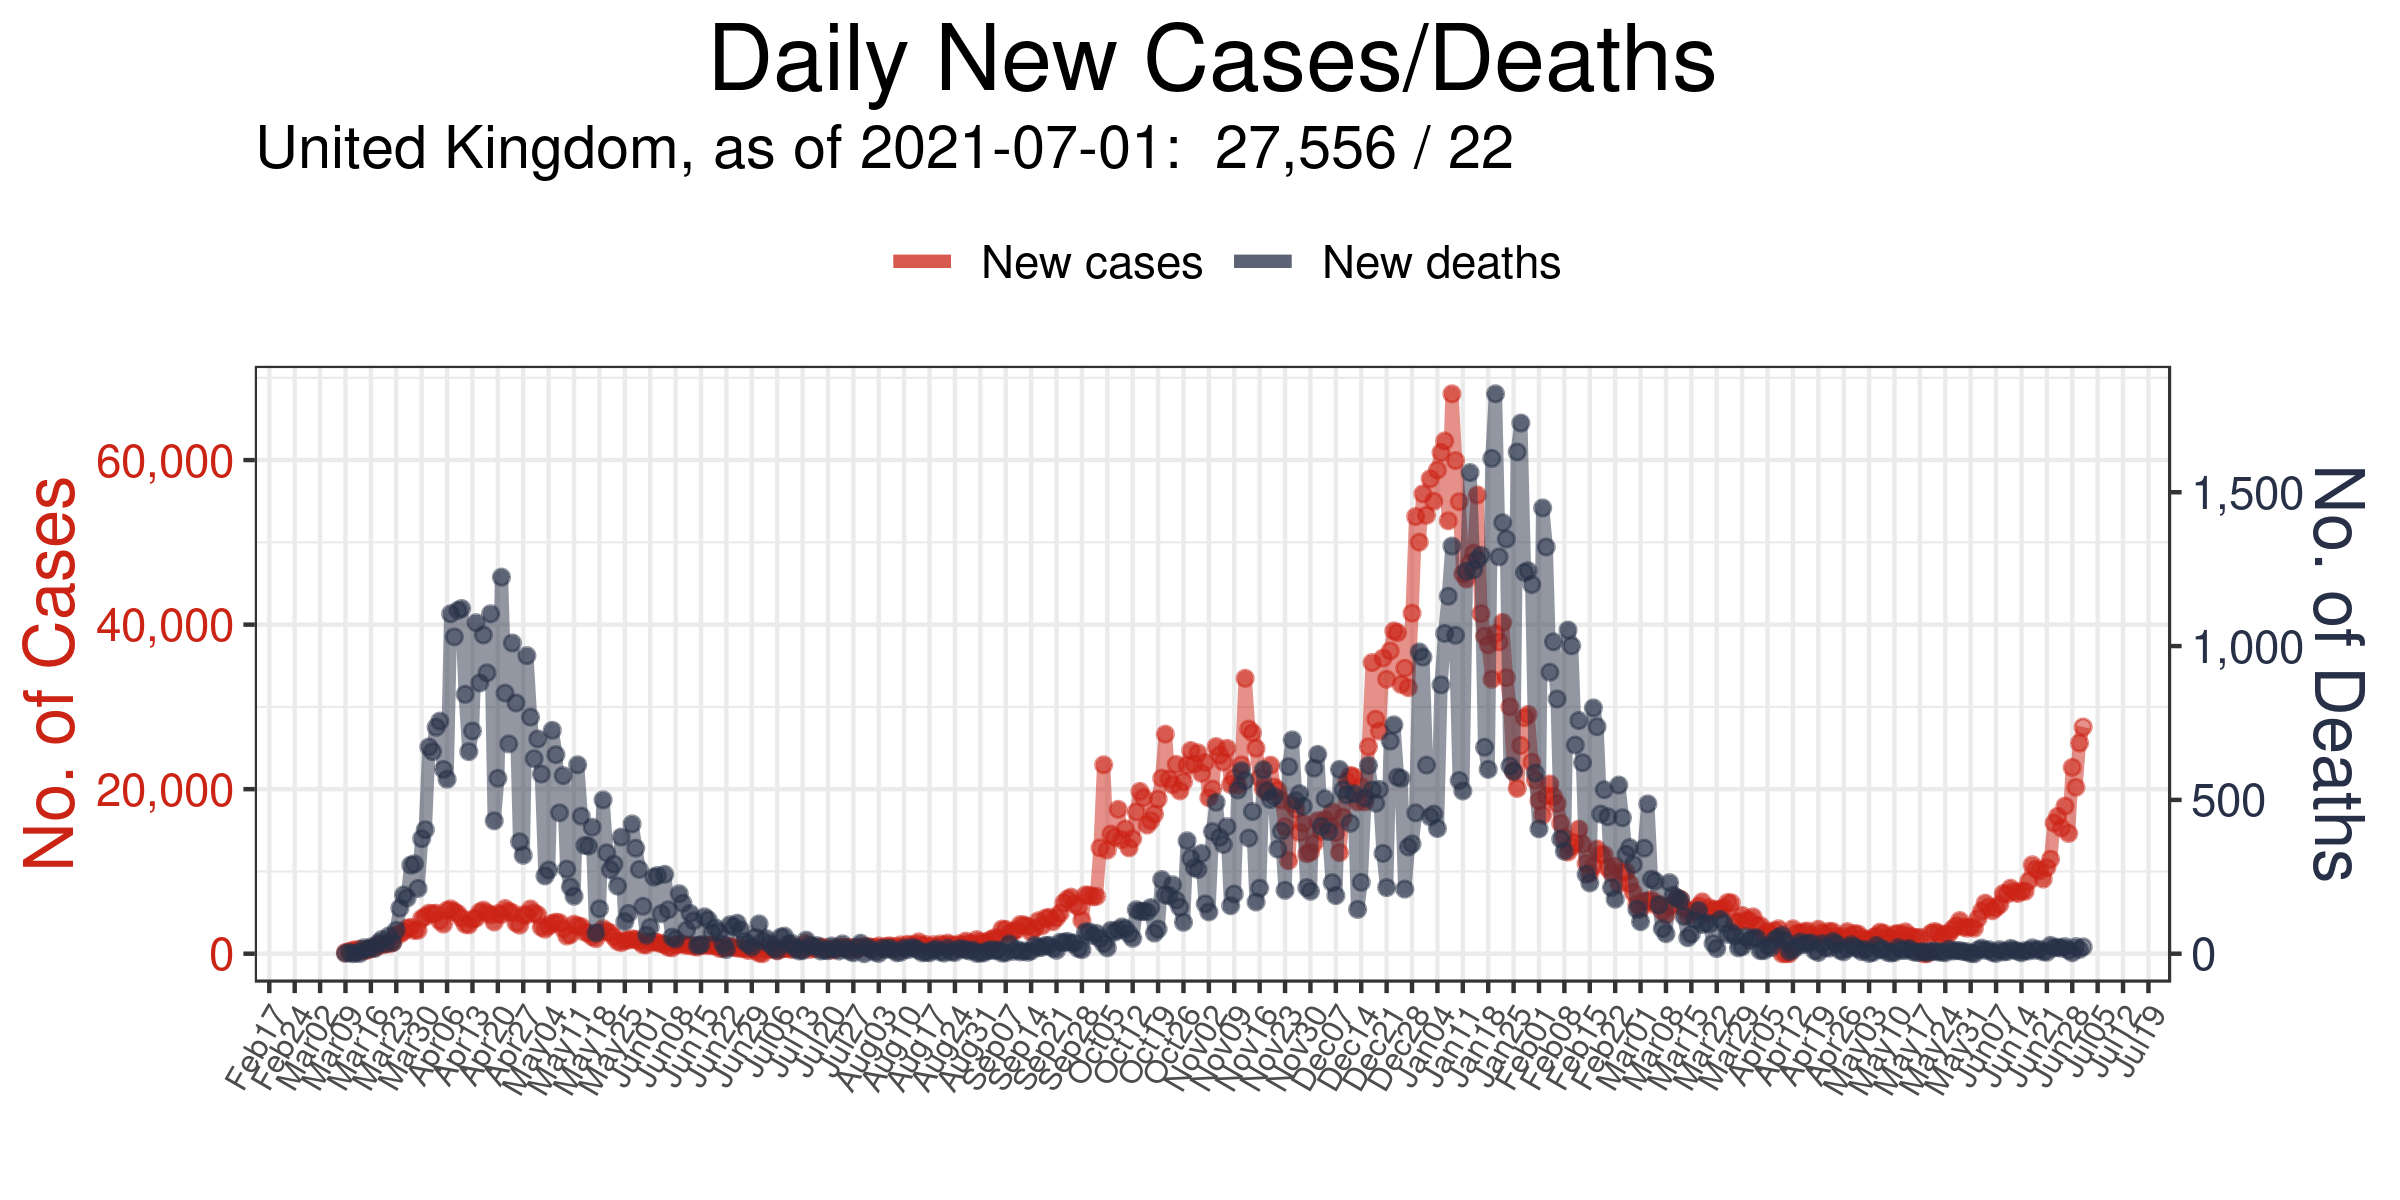 Daily New Cases/Deaths
United Kingdom, as of 2021-07-01:  27,556 / 22
New cases
New deaths
No. of Cases
60,000
40,000
20,000
0
1,500
1,000
500
0
No. of Deaths
Feb17
Feb24
Mar02
Mar09
Mar16
Mar23
Mar30
Apr06
Apr13
Apr20
Apr27
May04
May11
May18
May25
Jun01
Jun08
Jun15
Jun22
Jun29
Jul06
Jul13
Jul20
Jul27
Aug03
Aug10
Aug17
Aug24
Aug31
Sep07
Sep14
Sep21
Sep28
Oct05
Oct12
Oct19
Oct26
Nov02
Nov09
Nov16
Nov23
Nov30
Dec07
Dec14
Dec21
Dec28
Jan04
Jan11
Jan18
Jan25
Feb01
Feb08
Feb15
Feb22
Mar01
Mar08
Mar15
Mar22
Mar29
Apr05
Apr12
Apr19
Apr26
May03
May10
May17
May24
May31
Jun07
Jun14
Jun21
Jun28
Jul05
Jul12
Jul19